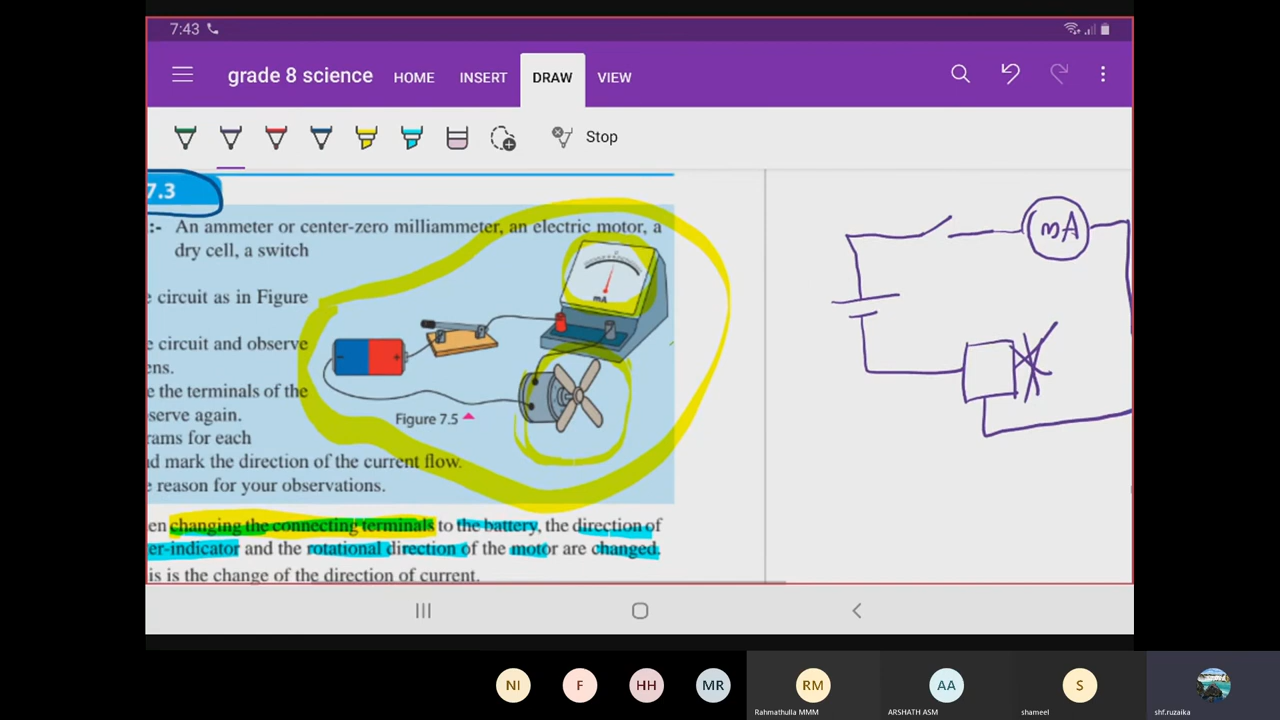 7:43
grade 8 science HOME INSERT DRAW VIEW
Stop
7.3
:- An ammeter or center-zero milliammeter, an electric motor, a
dry cell, a switch
e circuit as in Figure
e circuit and observe
ens.
e the terminals of the
serve again.
rams for each
nd mark the direction of the current flow.
e reason for your observations.
mA
- +
Figure 7.5
en changing the connecting terminals to the battery, the direction of
er-indicator and the rotational direction of the motor are changed.
is is the change of the direction of current.
mA
NI F HH MR RM AA S
Rahmathulla MMM ARSHATH ASM shameel shf.ruzaika